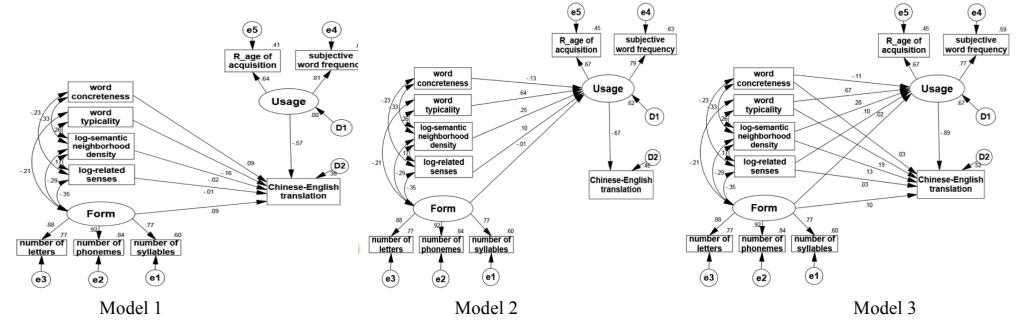 e5
e4
.41
R_age of
acquisition
subjective
word frequenc
.64
.81
Usage
.00
D1
word
concreteness
word
typicality
log-semantic
neighborhood
density
log-related
senses
-.23
.33
-.21
-.29
-.35
-.57
.09
-.16
-.02
-.01
.09
D2
Chinese-English
translation
Form
.88
.92
.77
.77
.84
.60
number of
letters
number of
phonemes
number of
syllables
e3
e2
e1
Model 1
e5
e4
.45
.63
R_age of
acquisition
subjective
word frequency
.67
.79
Usage
.62
D1
word
concreteness
word
typicality
log-semantic
neighborhood
density
log-related
senses
-.23
.33
-.21
-.29
-.35
-.13
.64
.25
.10
-.01
-.67
D2
.45
Chinese-English
translation
Form
.88
.92
.77
.77
.84
.60
number of
letters
number of
phonemes
number of
syllables
e3
e2
e1
Model 2
e5
e4
.45
.59
R_age of
acquisition
subjective
word frequency
.67
.77
Usage
.67
D1
word
concreteness
word
typicality
log-semantic
neighborhood
density
log-related
senses
-.23
.33
-.21
-.29
-.35
-.11
.67
.28
.10
.02
-.89
.03
.24
.13
.03
.10
D2
.52
Chinese-English
translation
Form
.88
.92
.77
.77
.84
.60
number of
letters
number of
phonemes
number of
syllables
e3
e2
e1
Model 3